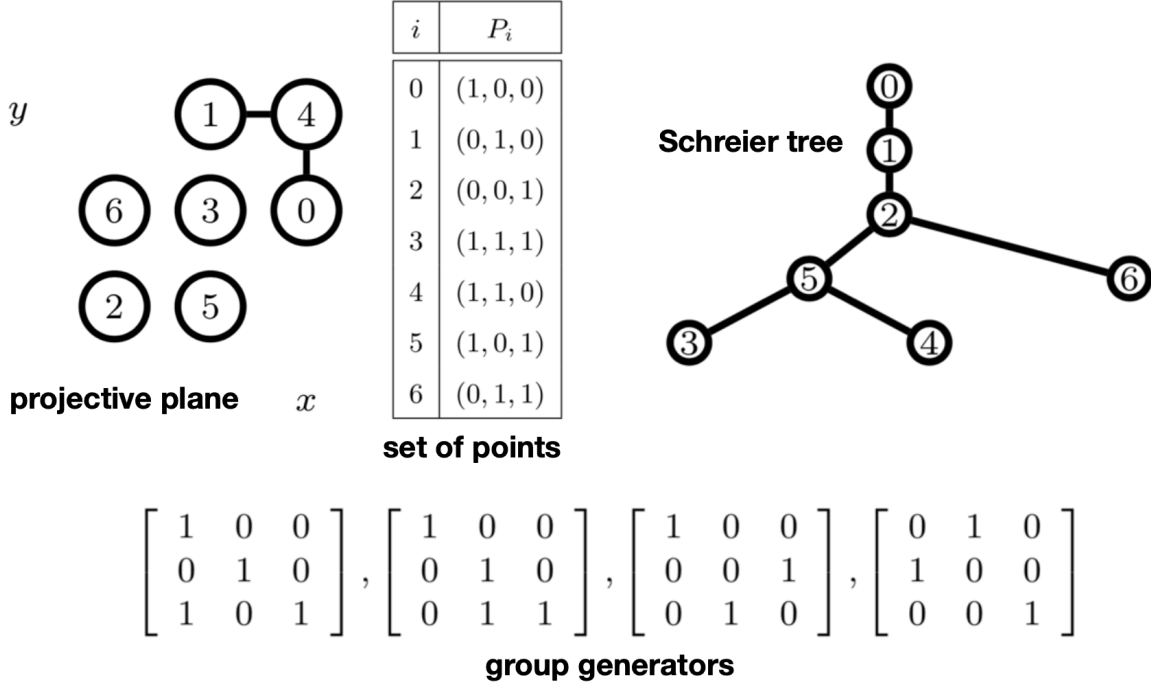 y
1 4
6 3 0
2 5
projective plane x
i P_i
0 (1, 0, 0)
1 (0, 1, 0)
2 (0, 0, 1)
3 (1, 1, 1)
4 (1, 1, 0)
5 (1, 0, 1)
6 (0, 1, 1)
set of points
Schreier tree
0
1
2
5 6
3 4
[ 1 0 0 ] , [ 1 0 0 ] , [ 1 0 0 ] , [ 0 1 0 ]
[ 0 1 0 ] [ 0 1 0 ] [ 0 0 1 ] [ 1 0 0 ]
[ 1 0 1 ] [ 0 1 1 ] [ 0 1 0 ] [ 0 0 1 ]
group generators